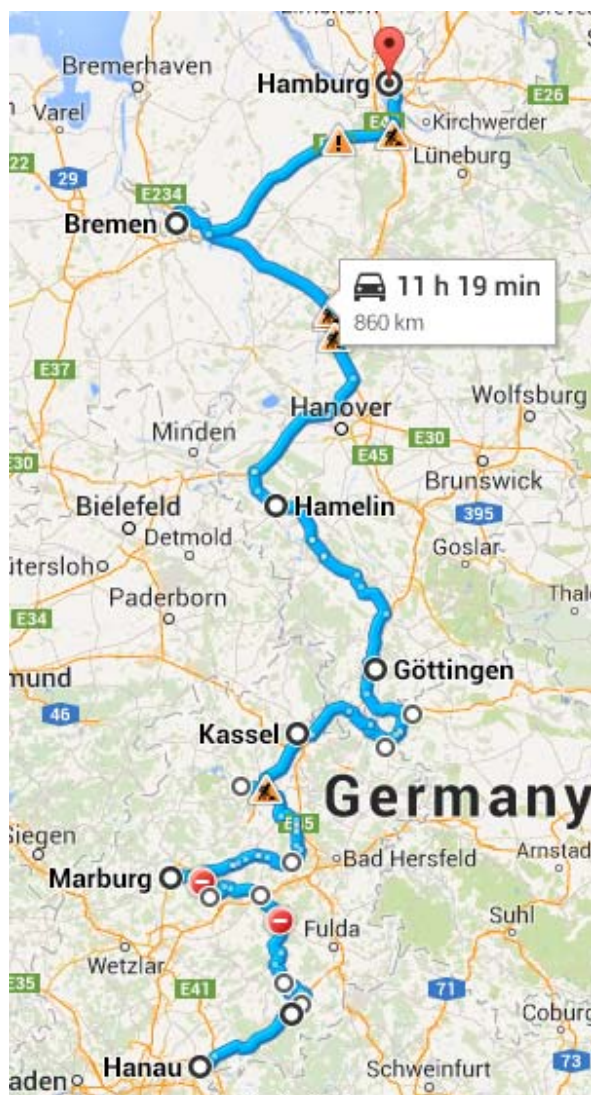 Bremerhaven
Hamburg
E26
Varel
Kirchwerder
22
29
Lüneburg
E234
Bremen
11 h 19 min
860 km
E37
Hanover
Wolfsburg
Minden
E30
30
E45
Brunswick
Bielefeld
Hamelin
395
Detmold
Goslar
ütersloh
Paderborn
Thale
E34
Göttingen
mund
46
Kassel
Germany
Siegen
Bad Hersfeld
Arnstad
Marburg
Suhl
Fulda
Wetzlar
E35
E41
71
Coburg
Hanau
73
aden
Schweinfurt